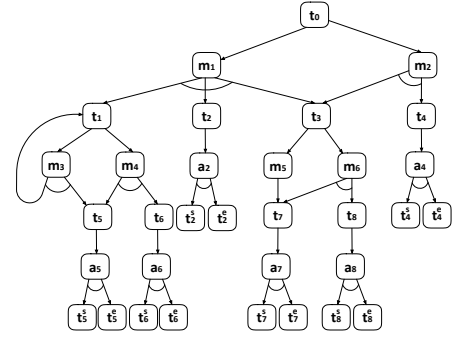 t₀
m₁ m₂
t₁ t₂ t₃ t₄
m₃ m₄ a₂ m₅ m₆ a₄
t₅ t₆ t₂ˢ t₂ᵉ t₇ t₈ t₄ˢ t₄ᵉ
a₅ a₆ a₇ a₈
t₅ˢ t₅ᵉ t₆ˢ t₆ᵉ t₇ˢ t₇ᵉ t₈ˢ t₈ᵉ